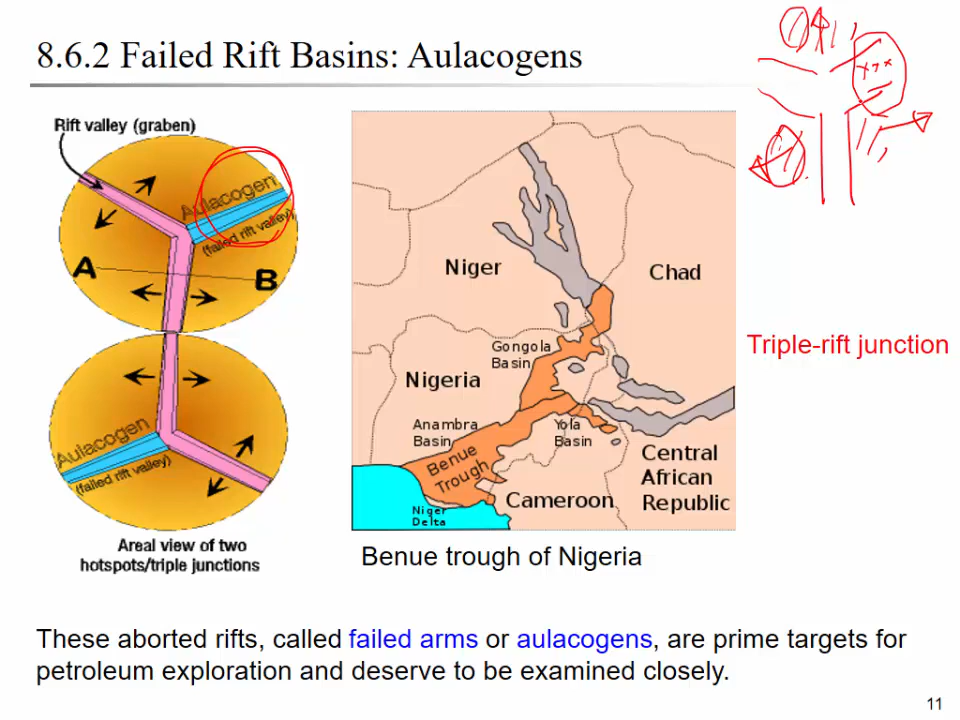 8.6.2 Failed Rift Basins: Aulacogens
Rift valley (graben)
Aulacogen
(failed rift valley)
A
B
Aulacogen
(failed rift valley)
Areal view of two
hotspots/triple junctions
Niger
Chad
Gongola
Basin
Nigeria
Anambra
Basin
Yola
Basin
Benue
Trough
Central
African
Republic
Cameroon
Niger
Delta
Benue trough of Nigeria
Triple-rift junction
These aborted rifts, called failed arms or aulacogens, are prime targets for
petroleum exploration and deserve to be examined closely.
11